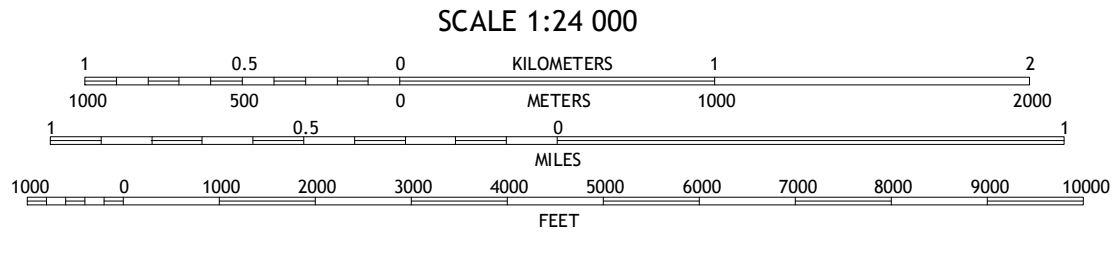 SCALE 1:24 000
1 0.5 0 KILOMETERS 1 2
1000 500 0 METERS 1000 2000
1 0.5 0 1
MILES
1000 0 1000 2000 3000 4000 5000 6000 7000 8000 9000 10000
FEET